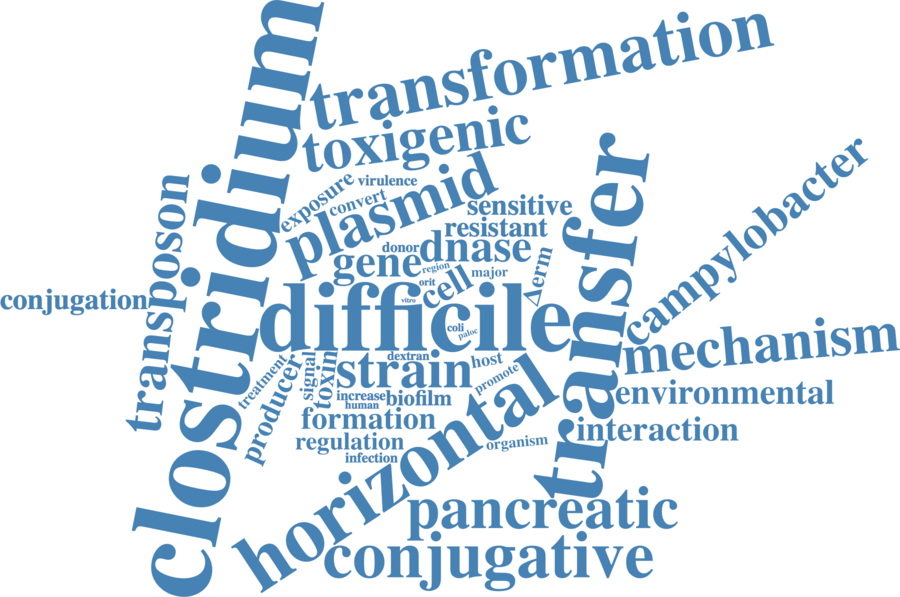 clostridium
transformation
toxigenic
exposure
virulence
convert
plasmid
sensitive
resistant
transposon
donor
dnase
gene
region
cell
major
orit
Δerm
transfer
campylobacter
conjugation
difficile
vitro
coli
paloc
mechanism
treatment
producer
signal
toxin
dextran
strain
host
promote
increase
biofilm
human
environmental
formation
interaction
regulation
organism
infection
horizontal
pancreatic
conjugative